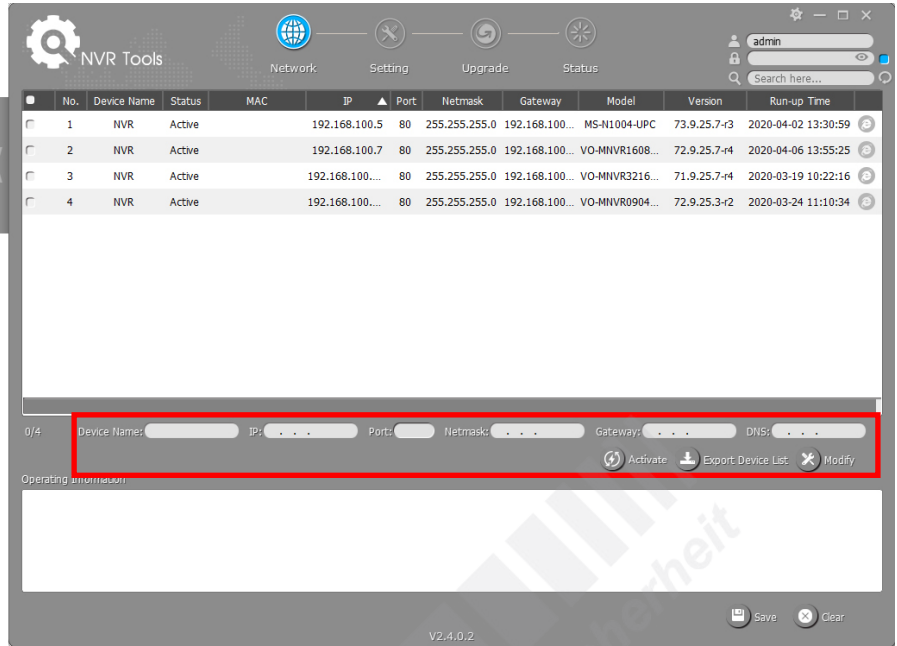 NVR Tools
Network Setting Upgrade Status
admin
Search here...
No. Device Name Status MAC IP Port Netmask Gateway Model Version Run-up Time
1 NVR Active 192.168.100.5 80 255.255.255.0 192.168.100... MS-N1004-UPC 73.9.25.7-r3 2020-04-02 13:30:59
2 NVR Active 192.168.100.7 80 255.255.255.0 192.168.100... VO-MNVR1608... 72.9.25.7-r4 2020-04-06 13:55:25
3 NVR Active 192.168.100.... 80 255.255.255.0 192.168.100... VO-MNVR3216... 71.9.25.7-r4 2020-03-19 10:22:16
4 NVR Active 192.168.100.... 80 255.255.255.0 192.168.100... VO-MNVR0904... 72.9.25.3-r2 2020-03-24 11:10:34
0/4 Device Name: IP: . . . Port: Netmask: . . . Gateway: . . . DNS: . . .
Activate Export Device List Modify
Operating Information
Save Clear
V2.4.0.2